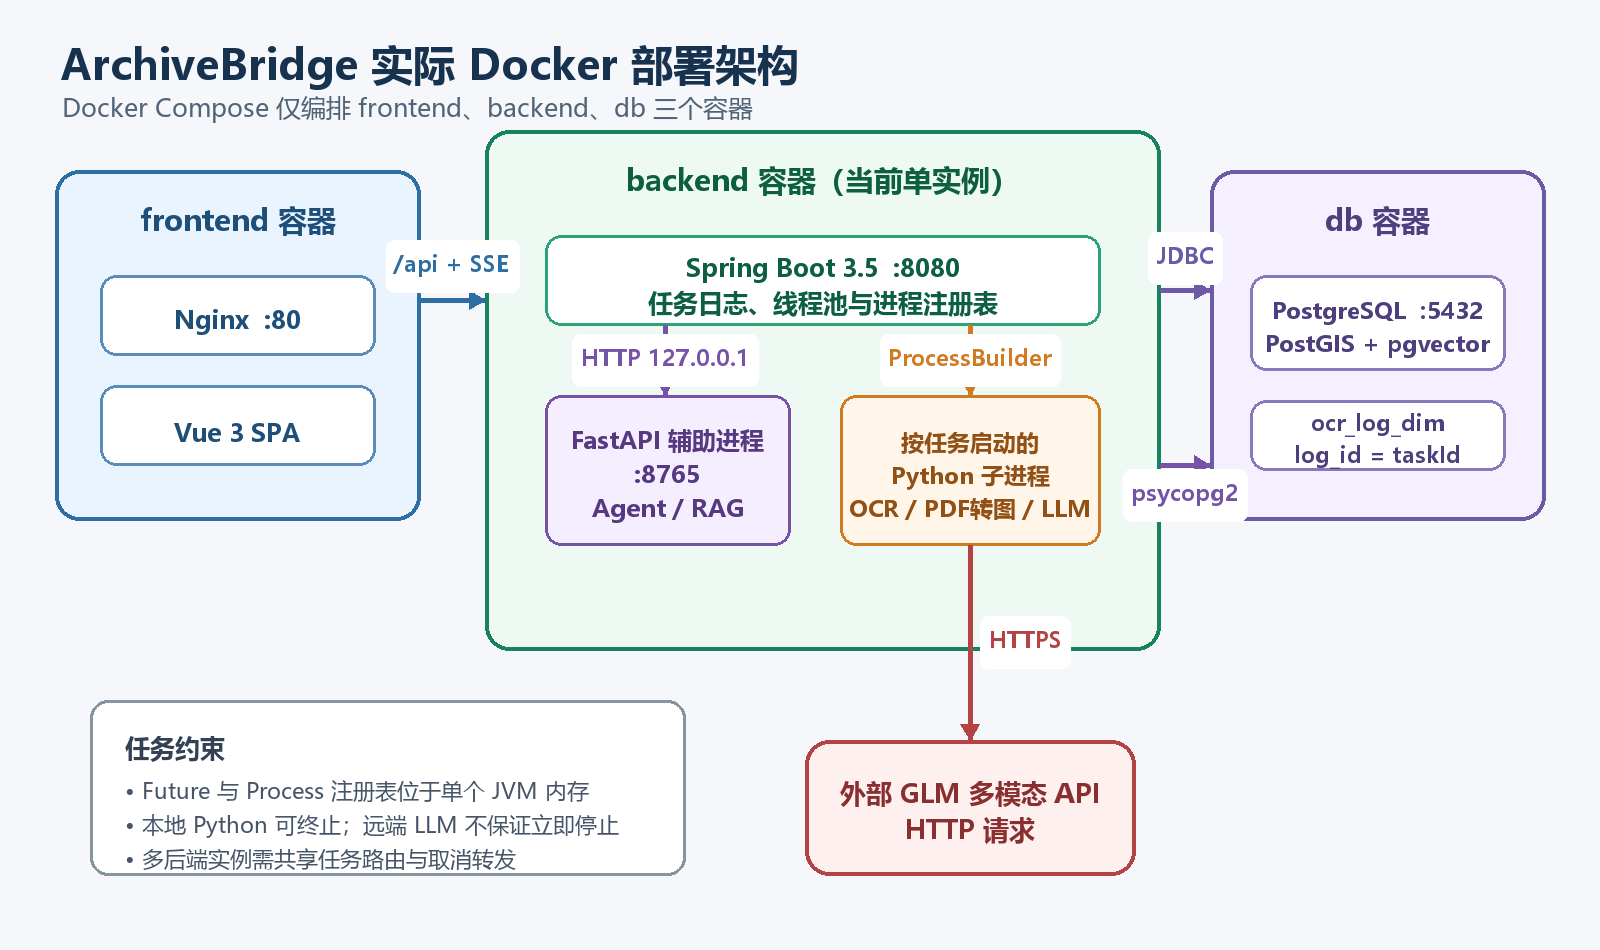 ArchiveBridge 实际 Docker 部署架构
Docker Compose 仅编排 frontend、backend、db 三个容器
frontend 容器
Nginx :80
Vue 3 SPA
/api + SSE
backend 容器（当前单实例）
Spring Boot 3.5 :8080
任务日志、线程池与进程注册表
HTTP 127.0.0.1
ProcessBuilder
FastAPI 辅助进程
:8765
Agent / RAG
按任务启动的
Python 子进程
OCR / PDF转图 / LLM
JDBC
psycopg2
db 容器
PostgreSQL :5432
PostGIS + pgvector
ocr_log_dim
log_id = taskId
HTTPS
外部 GLM 多模态 API
HTTP 请求
任务约束
• Future 与 Process 注册表位于单个 JVM 内存
• 本地 Python 可终止；远端 LLM 不保证立即停止
• 多后端实例需共享任务路由与取消转发